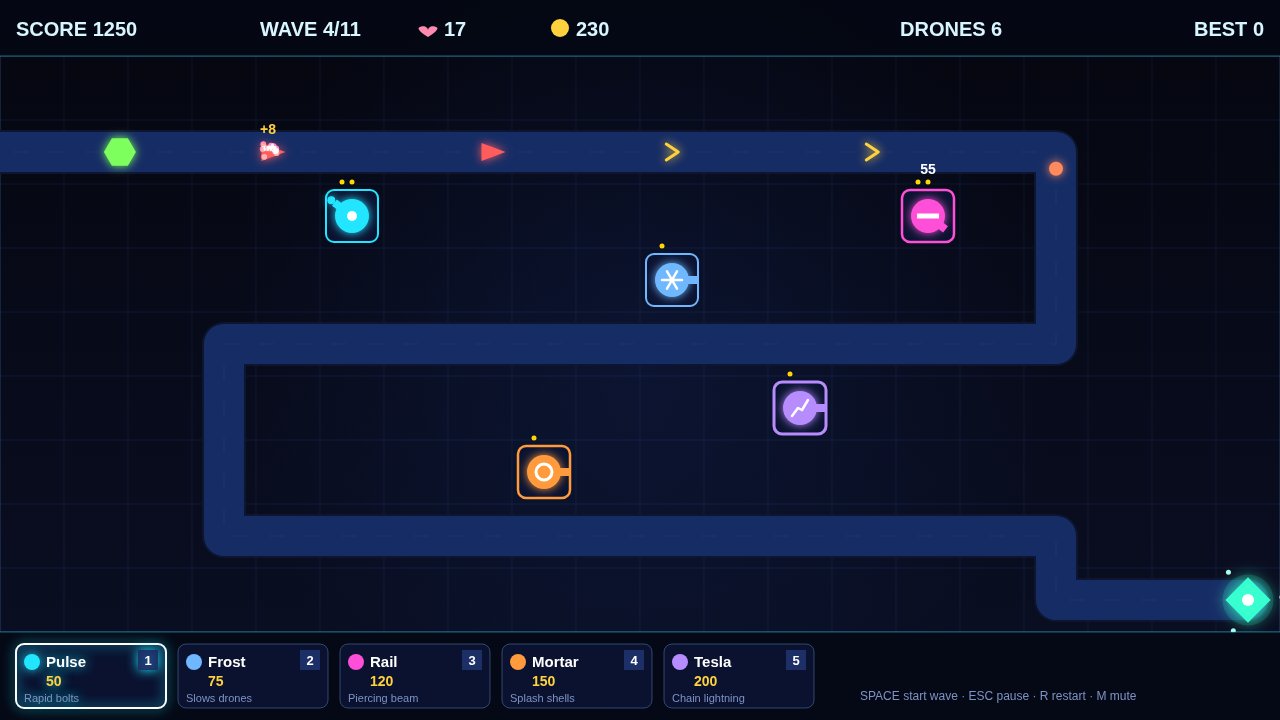 SCORE 1250 WAVE 4/11 17 230 DRONES 6 BEST 0
+8
55
Pulse 1
50
Rapid bolts
Frost 2
75
Slows drones
Rail 3
120
Piercing beam
Mortar 4
150
Splash shells
Tesla 5
200
Chain lightning
SPACE start wave · ESC pause · R restart · M mute